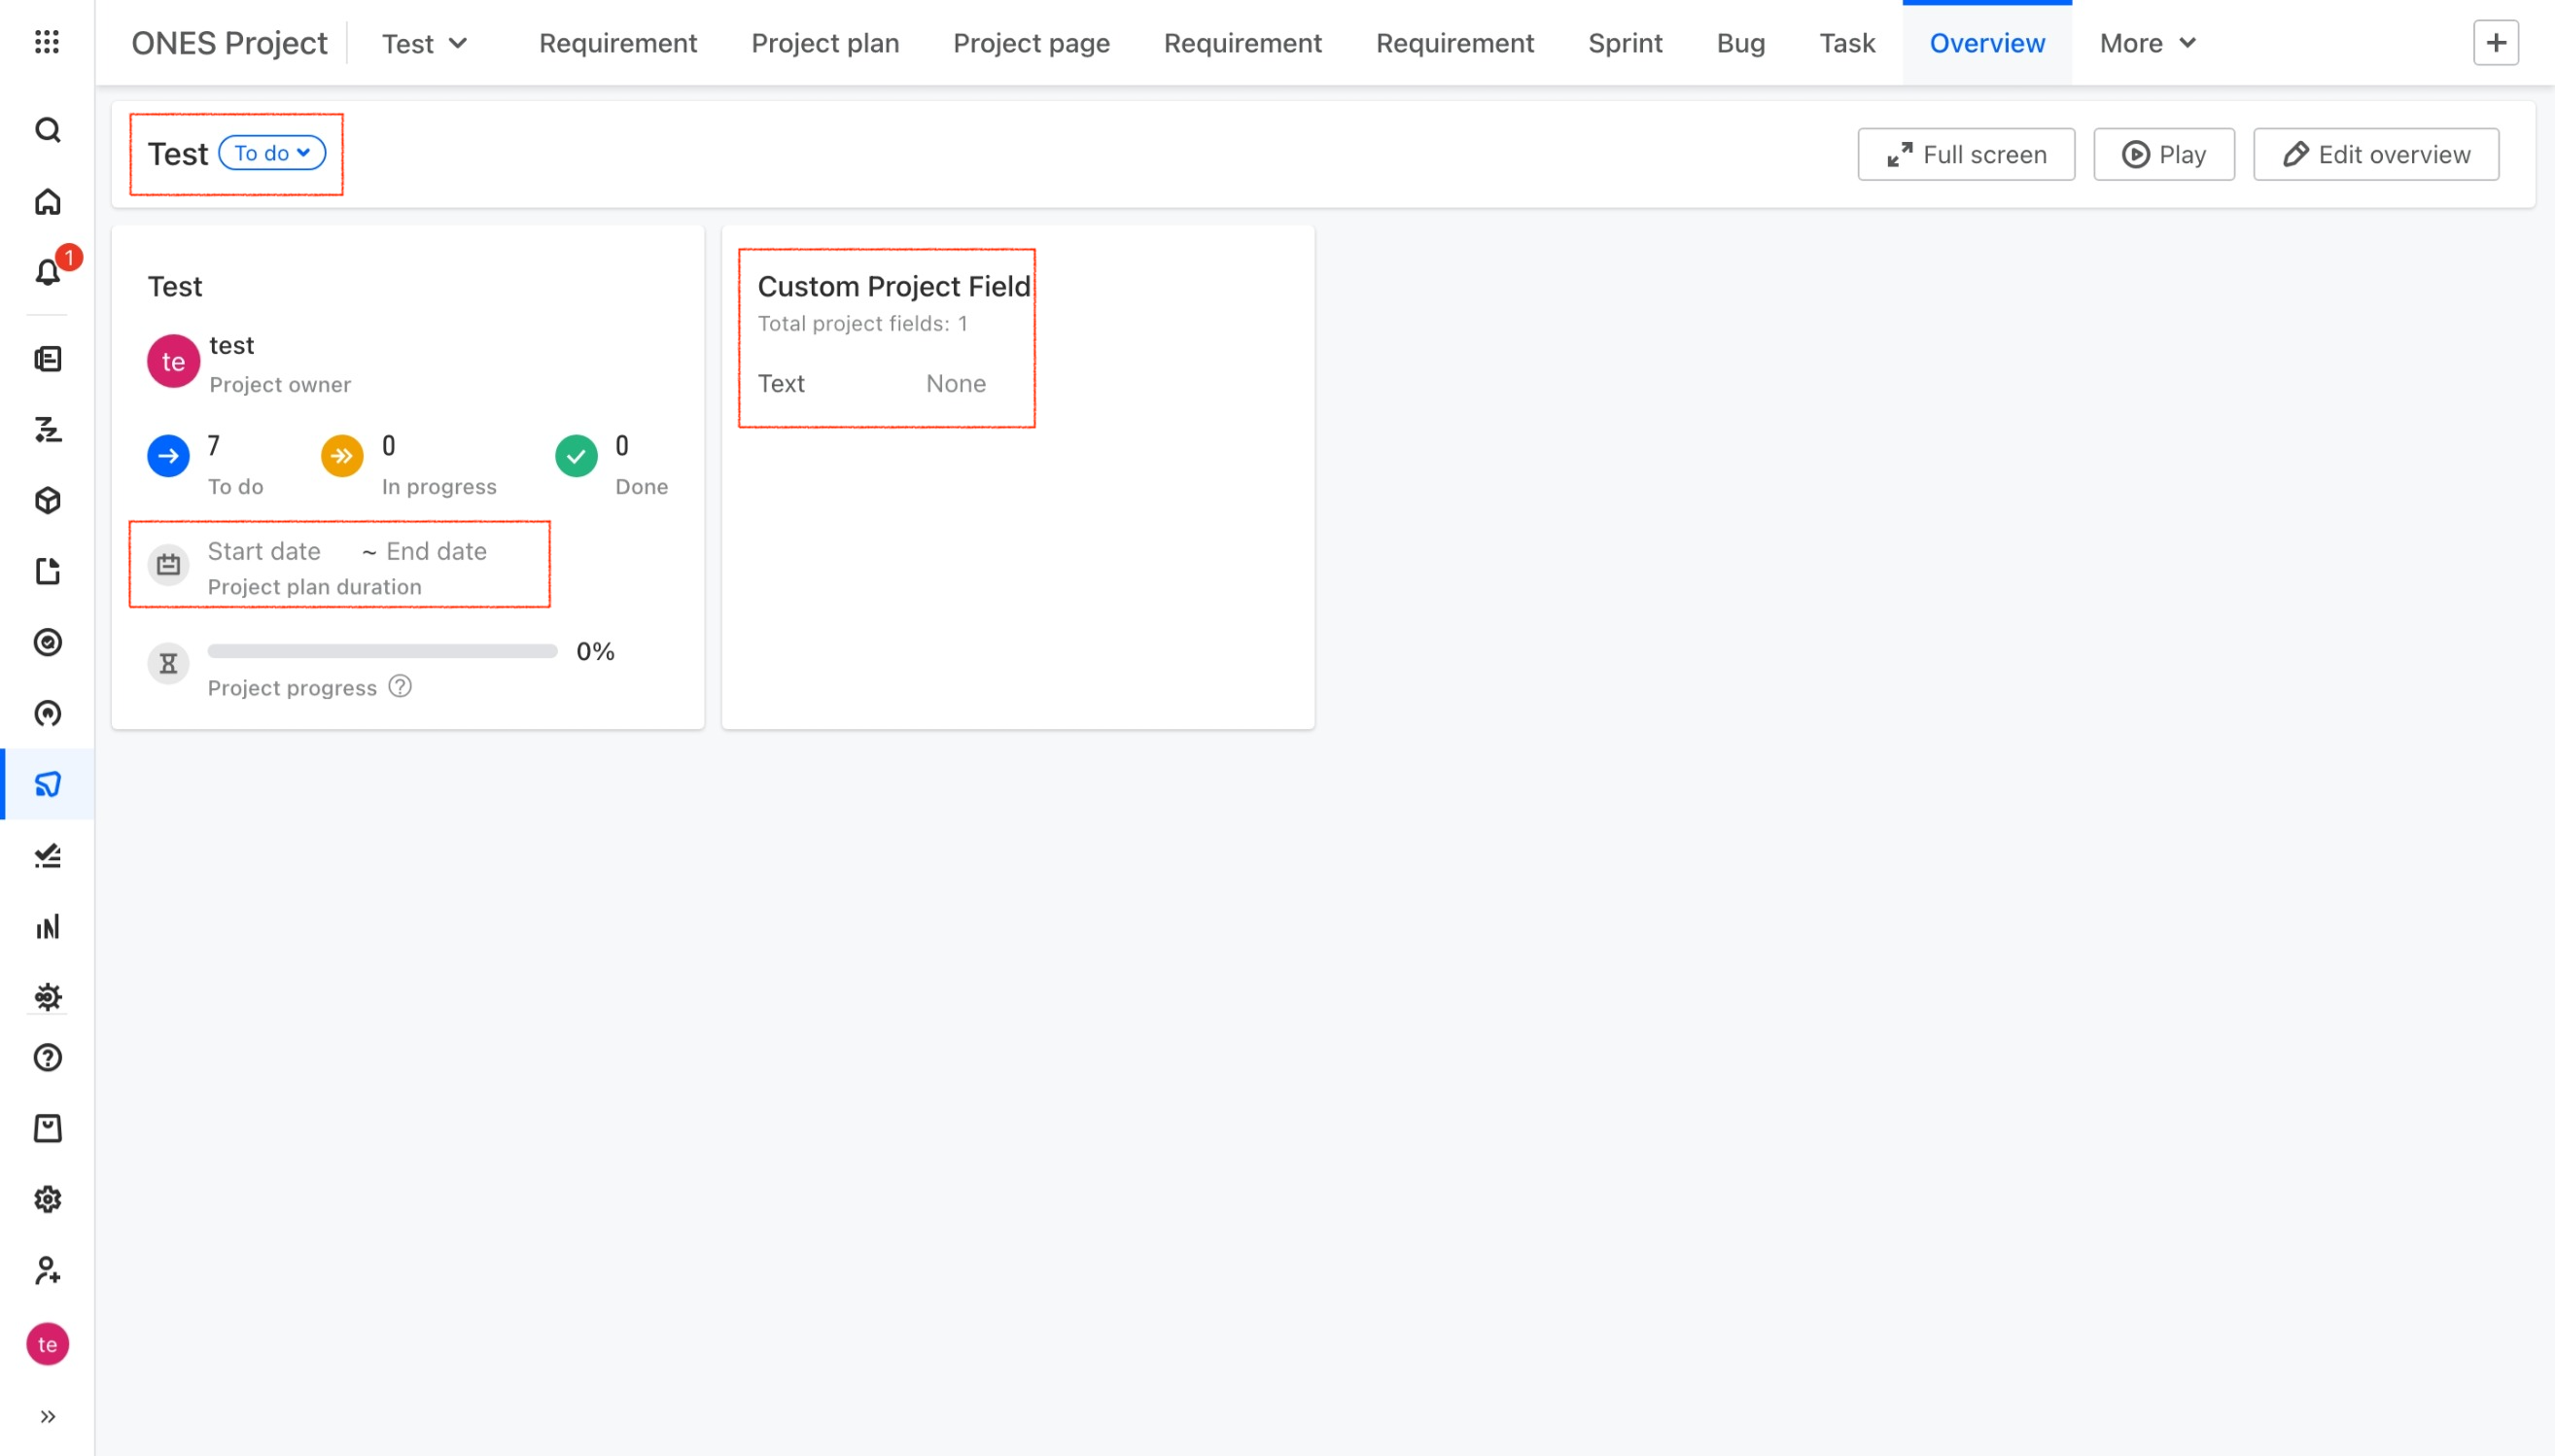 ONES Project Test Requirement Project plan Project page Requirement Requirement Sprint Bug Task Overview More
Test To do Full screen Play Edit overview
1
Test
te test
Project owner
7 0 0
To do In progress Done
Start date ~ End date
Project plan duration
0%
Project progress
Custom Project Field
Total project fields: 1
Text None
te